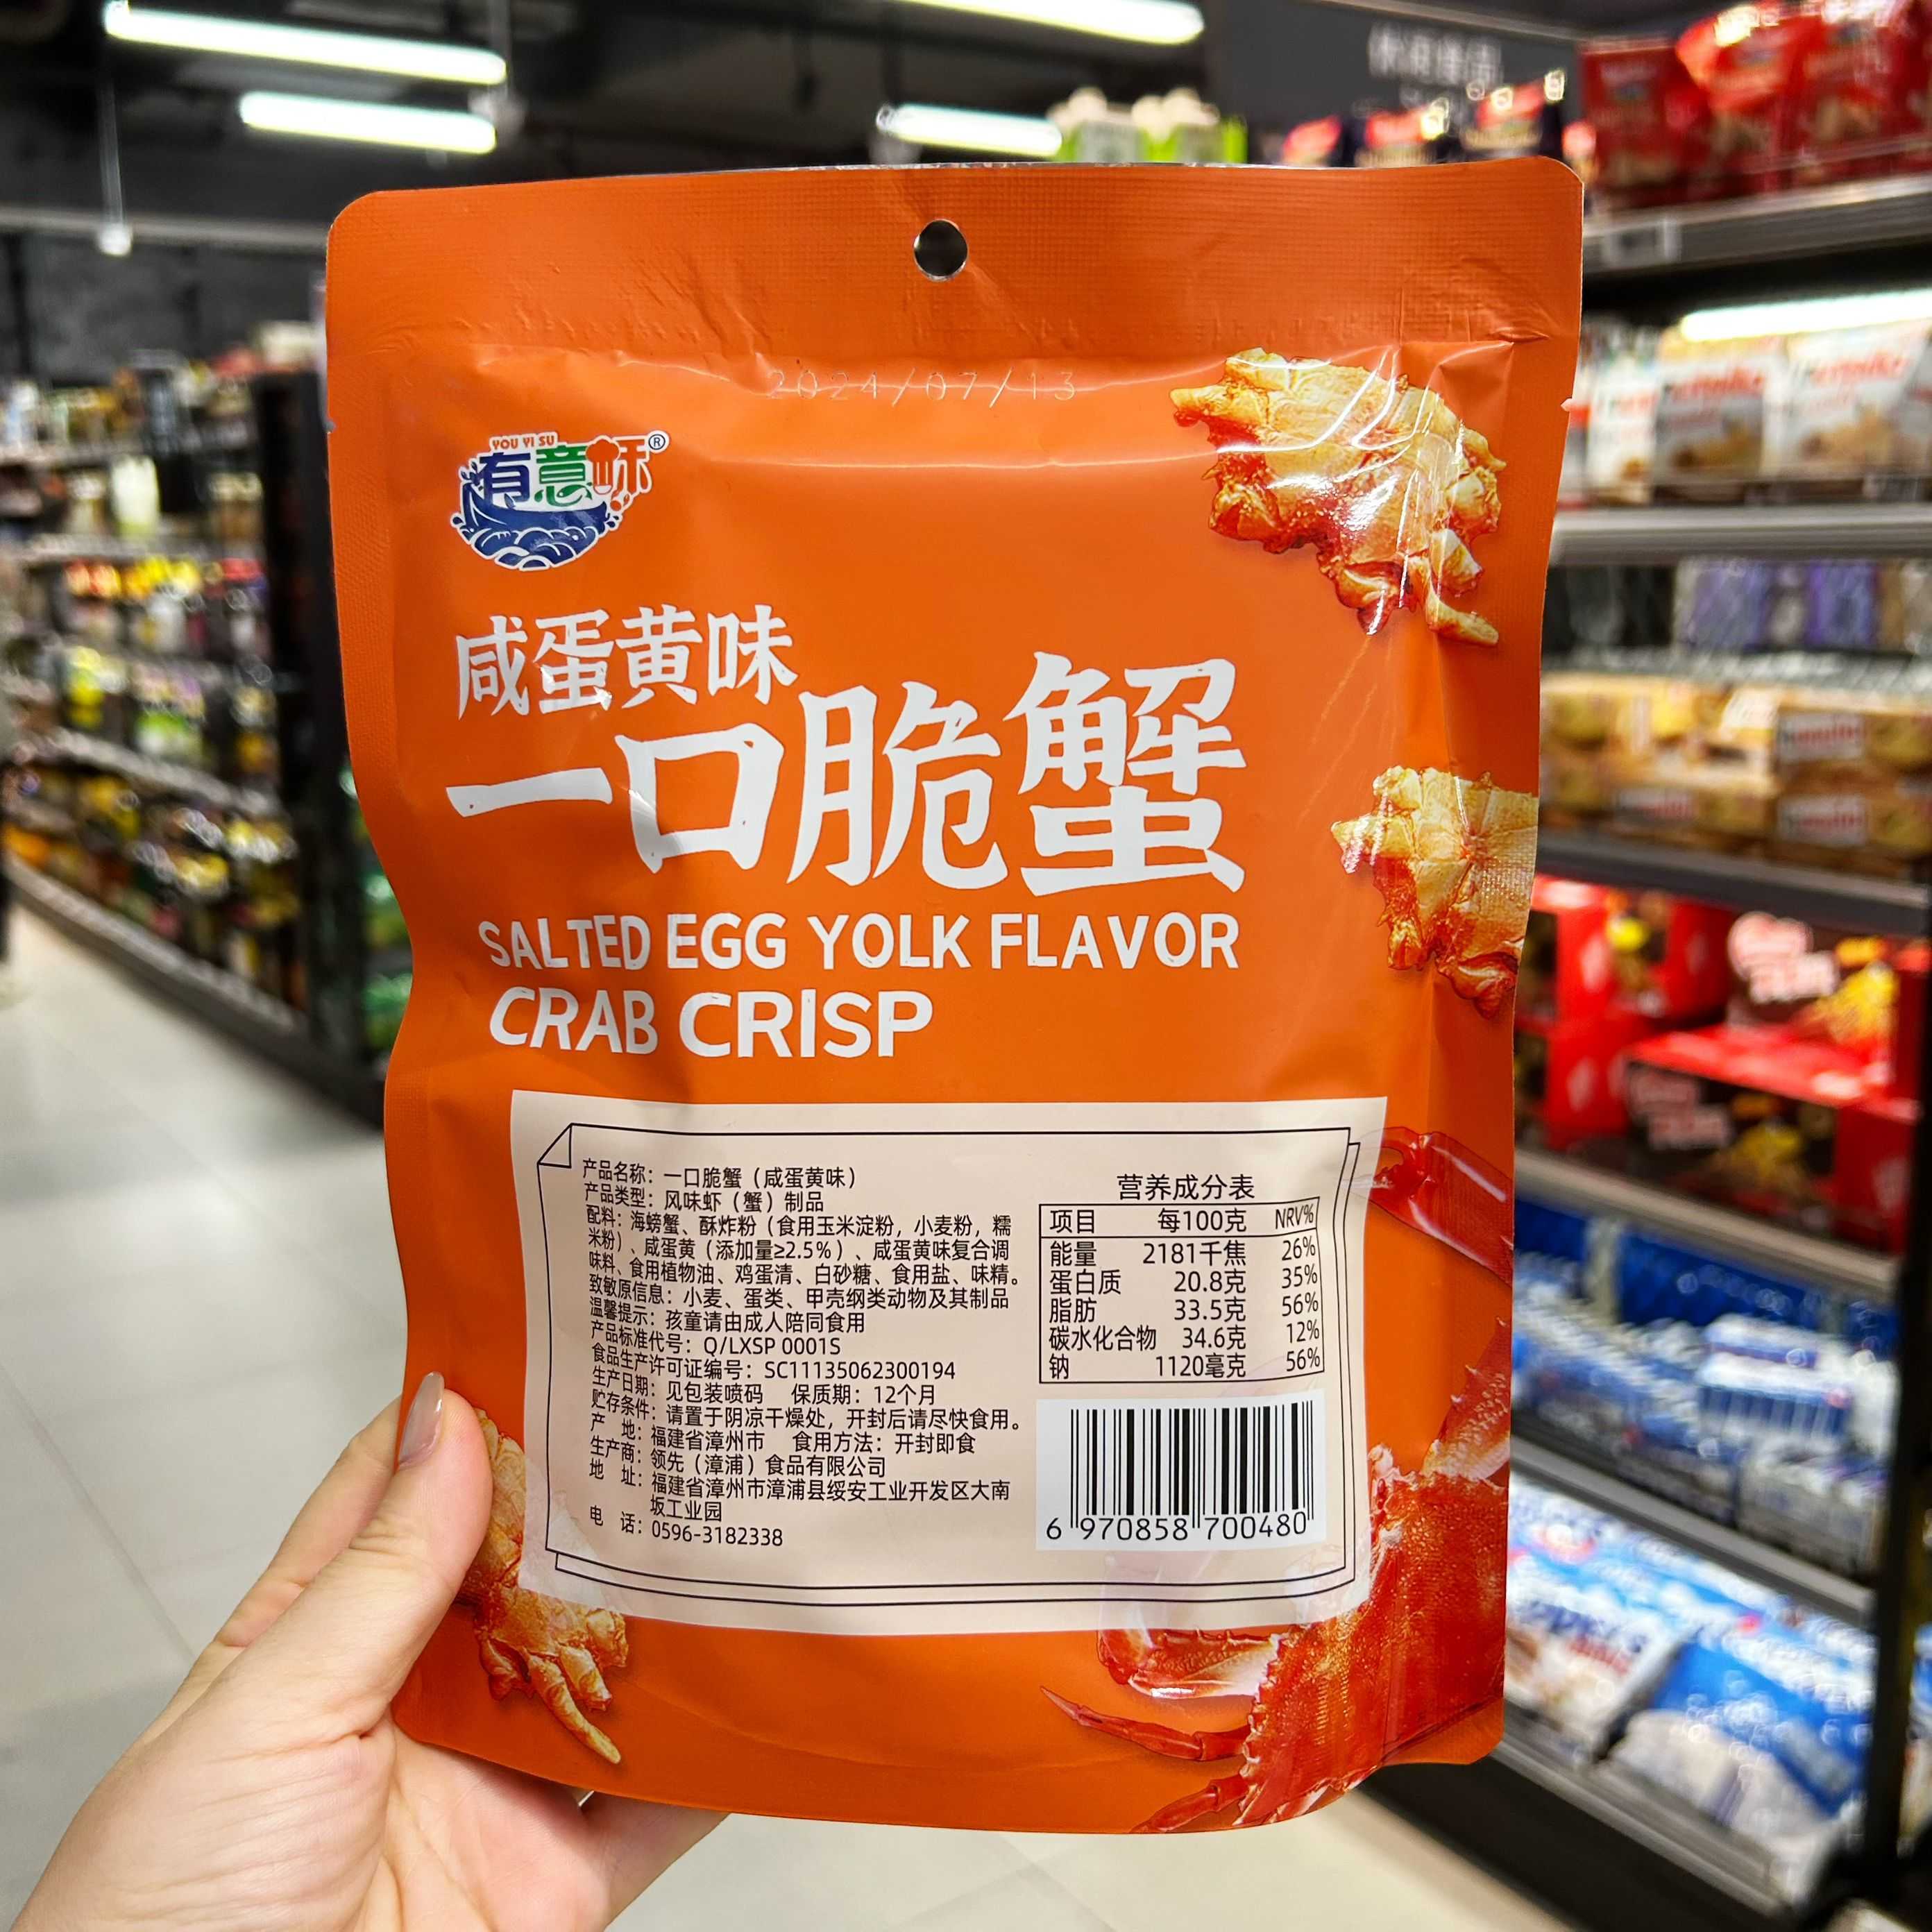 2024/07/13
YOU YI SU
有意
®
咸蛋黄味
一口脆蟹
SALTED EGG YOLK FLAVOR
CRAB CRISP
产品名称：一口脆蟹（咸蛋黄味）
产品类型：风味虾（蟹）制品
配料：海螃蟹、酥炸粉（食用玉米淀粉，小麦粉，糯
米粉）、咸蛋黄（添加量≥2.5%）、咸蛋黄味复合调
味料、食用植物油、鸡蛋清、白砂糖、食用盐、味精。
致敏原信息：小麦、蛋类、甲壳纲类动物及其制品
温馨提示：孩童请由成人陪同食用
产品标准代号：Q/LXSP 0001S
食品生产许可证编号：SC11135062300194
生产日期：见包装喷码 保质期：12个月
贮存条件：请置于阴凉干燥处，开封后请尽快食用。
产 地：福建省漳州市 食用方法：开封即食
生产商：领先（漳浦）食品有限公司
地 址：福建省漳州市漳浦县绥安工业开发区大南
坂工业园
电 话：0596-3182338
营养成分表
项目 每100克 NRV%
能量 2181千焦 26%
蛋白质 20.8克 35%
脂肪 33.5克 56%
碳水化合物 34.6克 12%
钠 1120毫克 56%
6 970858 700480